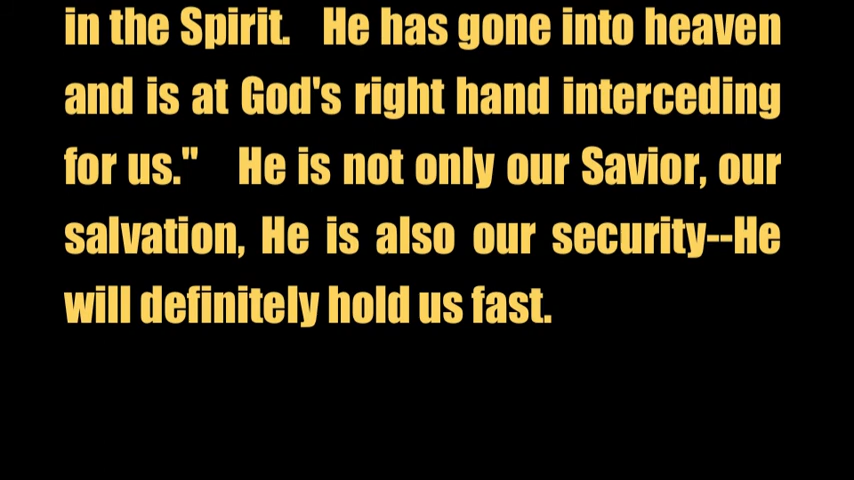 in the Spirit. He has gone into heaven
and is at God's right hand interceding
for us." He is not only our Savior, our
salvation, He is also our security--He
will definitely hold us fast.